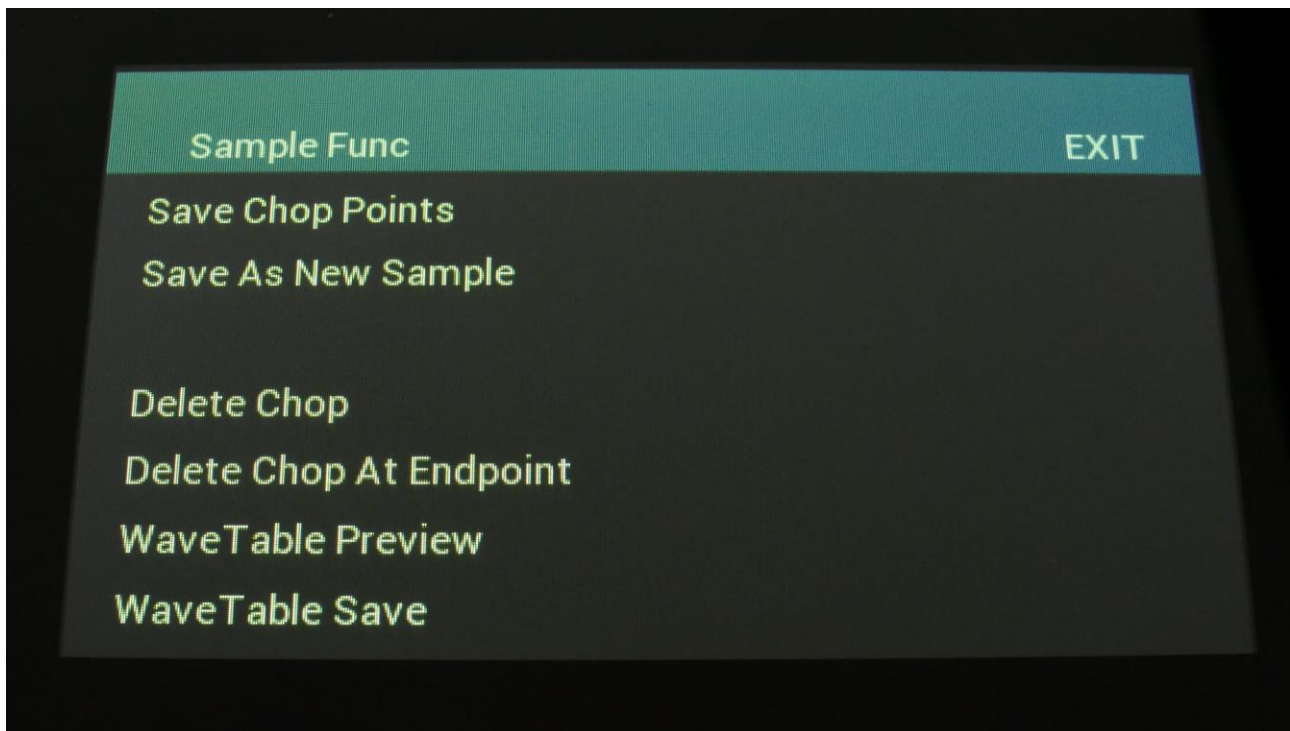 Sample Func EXIT
Save Chop Points
Save As New Sample
Delete Chop
Delete Chop At Endpoint
WaveTable Preview
WaveTable Save